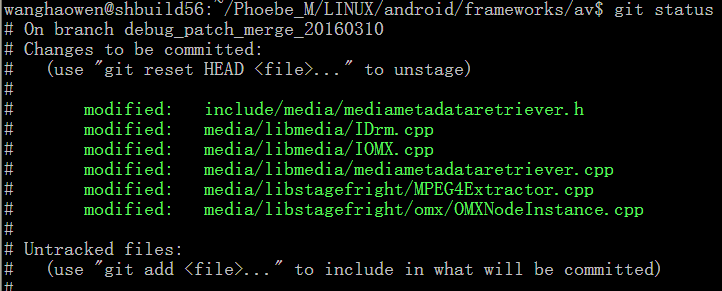 wanghaowen@shbuild56:~/Phoebe_M/LINUX/android/frameworks/av$ git status
# On branch debug_patch_merge_20160310
# Changes to be committed:
#   (use "git reset HEAD <file>..." to unstage)
#
#       modified:   include/media/mediametadataretriever.h
#       modified:   media/libmedia/IDrm.cpp
#       modified:   media/libmedia/IOMX.cpp
#       modified:   media/libmedia/mediametadataretriever.cpp
#       modified:   media/libstagefright/MPEG4Extractor.cpp
#       modified:   media/libstagefright/omx/OMXNodeInstance.cpp
#
# Untracked files:
#   (use "git add <file>..." to include in what will be committed)
#